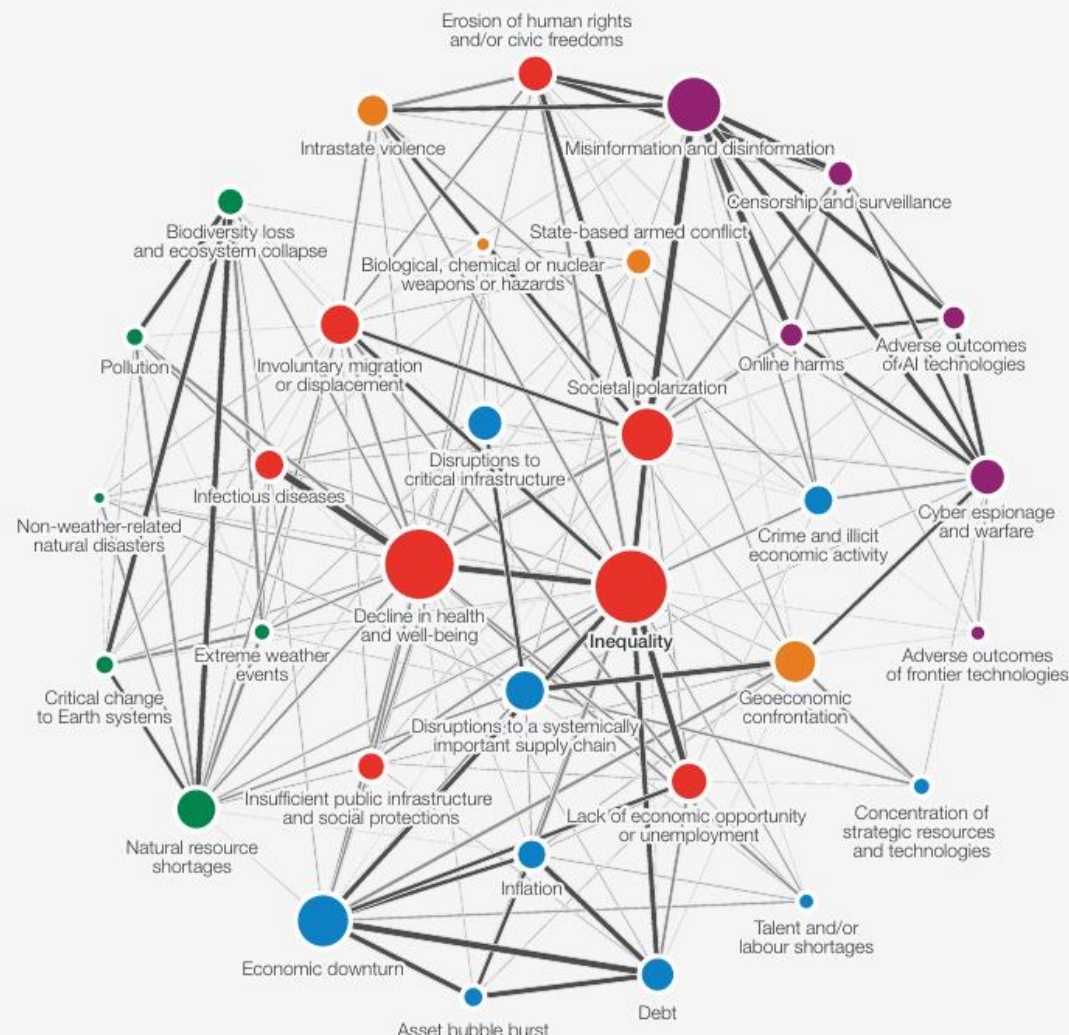 Erosion of human rights
and/or civic freedoms
Intrastate violence
Misinformation and disinformation
Censorship and surveillance
Biodiversity loss
and ecosystem collapse
State-based armed conflict
Biological, chemical or nuclear
weapons or hazards
Pollution
Involuntary migration
or displacement
Online harms
Adverse outcomes
of AI technologies
Societal polarization
Disruptions to
critical infrastructure
Infectious diseases
Non-weather-related
natural disasters
Crime and illicit
economic activity
Cyber espionage
and warfare
Decline in health
and well-being
Inequality
Extreme weather
events
Adverse outcomes
of frontier technologies
Critical change
to Earth systems
Geoeconomic
confrontation
Disruptions to a systemically
important supply chain
Insufficient public infrastructure
and social protections
Lack of economic opportunity
or unemployment
Concentration of
strategic resources
and technologies
Natural resource
shortages
Inflation
Talent and/or
labour shortages
Economic downturn
Debt
Asset bubble burst